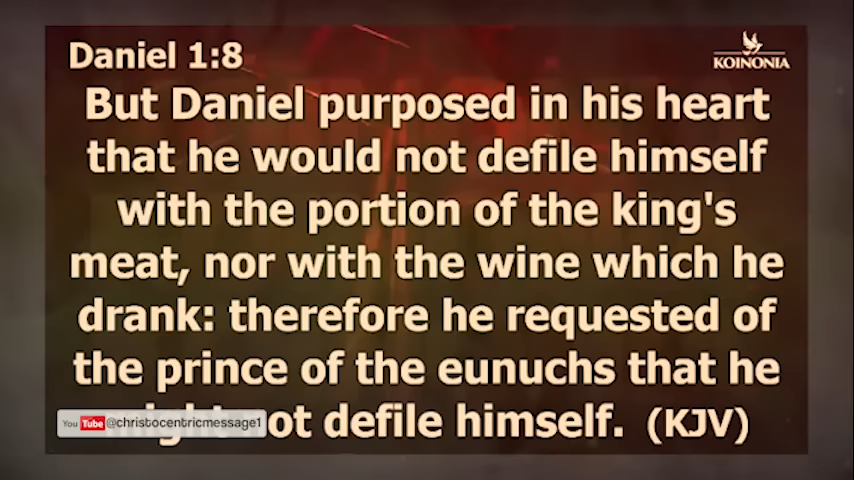 Daniel 1:8
KOINONIA
But Daniel purposed in his heart
that he would not defile himself
with the portion of the king's
meat, nor with the wine which he
drank: therefore he requested of
the prince of the eunuchs that he
not defile himself. (KJV)
You Tube @christocentricmessage1